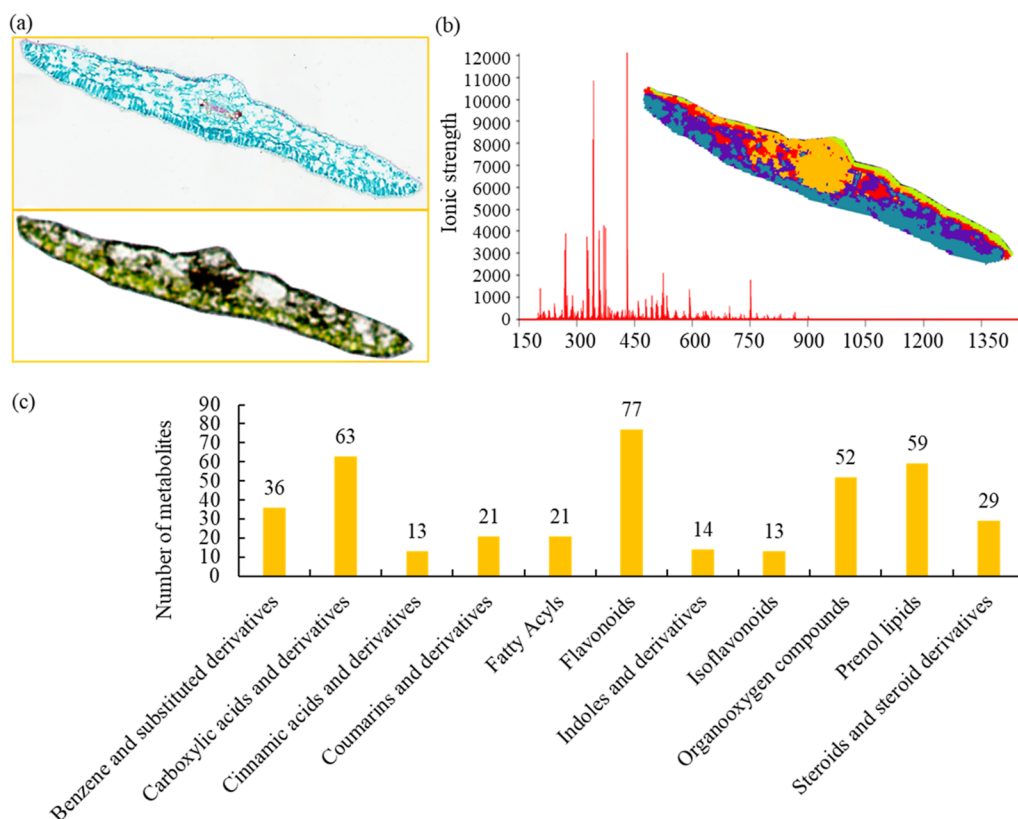 (a)
(b)
Ionic strength
12000
11000
10000
9000
8000
7000
6000
5000
4000
3000
2000
1000
0
150 300 450 600 750 900 1050 1200 1350
(c)
Number of metabolites
90
80
70
60
50
40
30
20
10
0
36 63 13 21 21 77 14 13 52 59 29
Benzene and substituted derivatives
Carboxylic acids and derivatives
Cinnamic acids and derivatives
Coumarins and derivatives
Fatty Acyls
Flavonoids
Indoles and derivatives
Isoflavonoids
Organooxygen compounds
Prenol lipids
Steroids and steroid derivatives